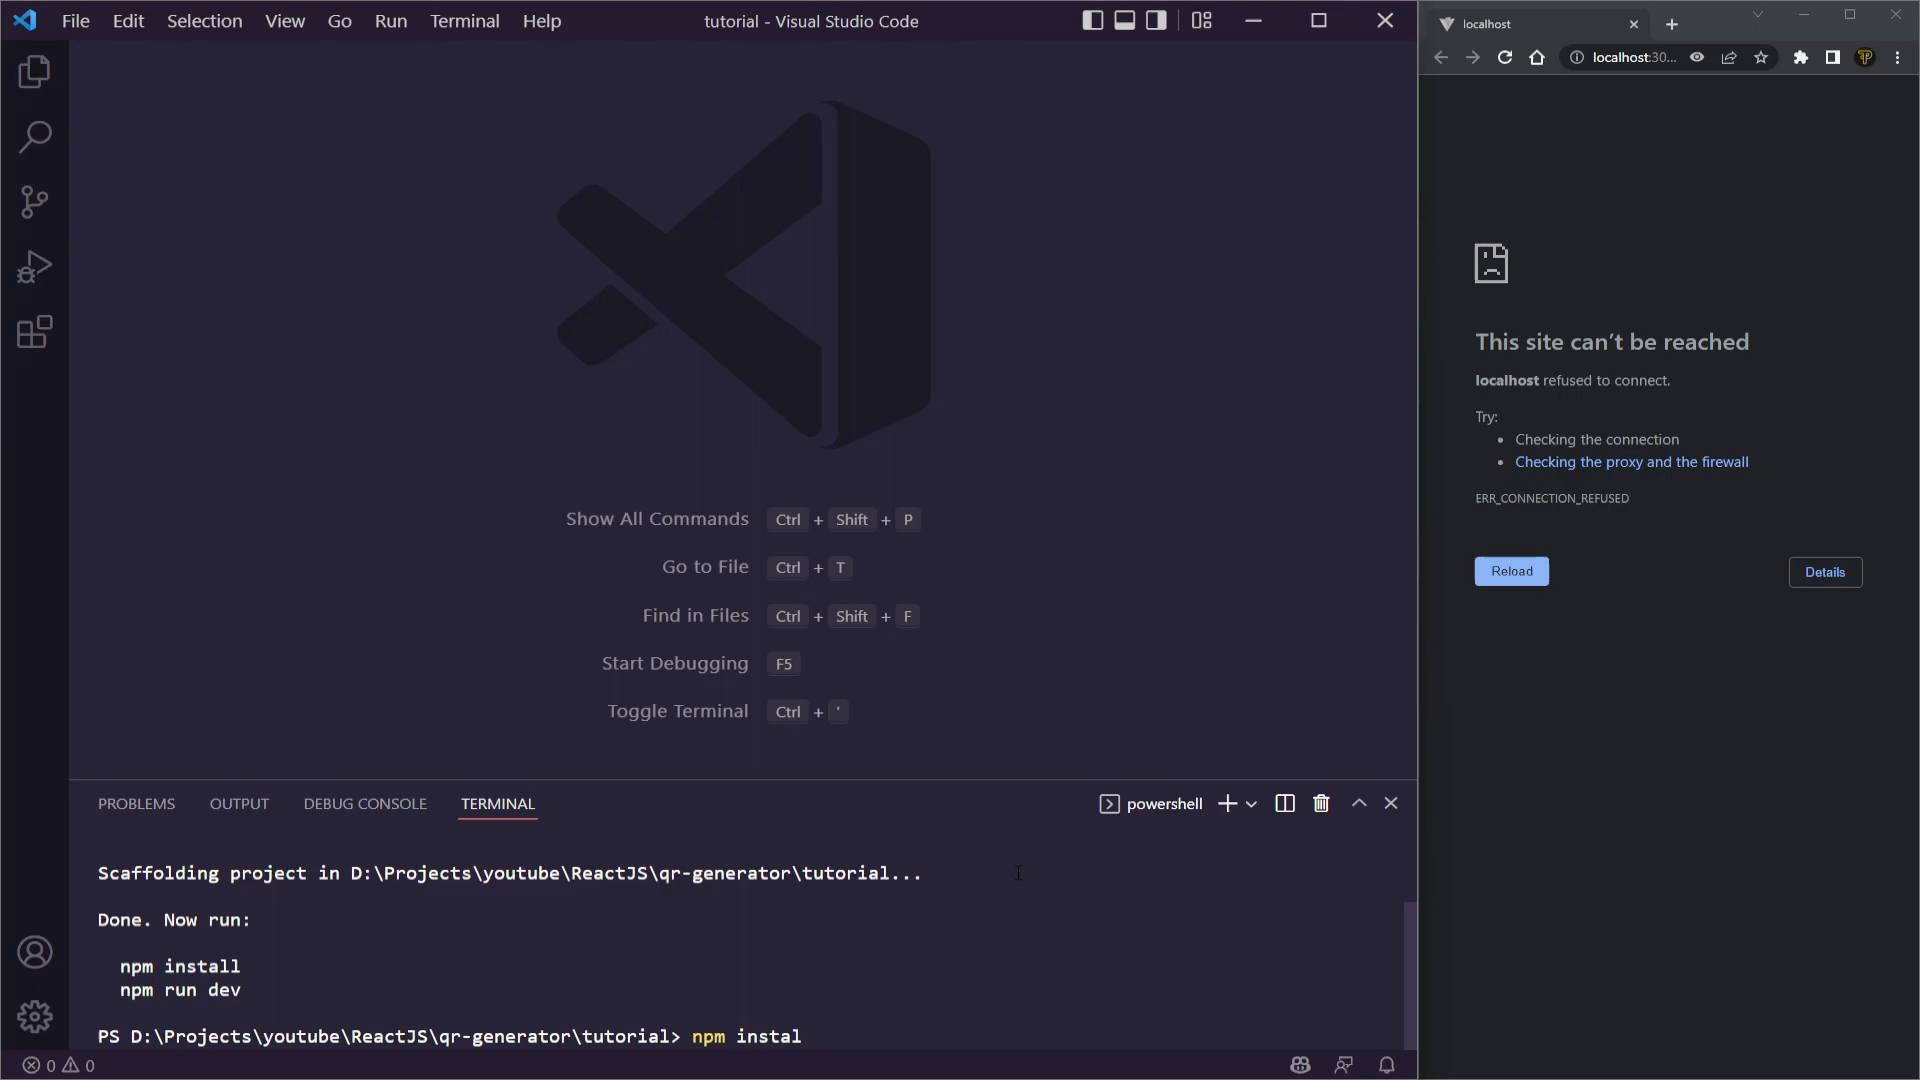 File Edit Selection View Go Run Terminal Help
tutorial - Visual Studio Code
localhost
localhost:30...
Show All Commands Ctrl + Shift + P
Go to File Ctrl + T
Find in Files Ctrl + Shift + F
Start Debugging F5
Toggle Terminal Ctrl + '
This site can't be reached
localhost refused to connect.
Try:
• Checking the connection
• Checking the proxy and the firewall
ERR_CONNECTION_REFUSED
Reload Details
PROBLEMS OUTPUT DEBUG CONSOLE TERMINAL
powershell
Scaffolding project in D:\Projects\youtube\ReactJS\qr-generator\tutorial...
Done. Now run:
npm install
npm run dev
PS D:\Projects\youtube\ReactJS\qr-generator\tutorial> npm instal
0 0